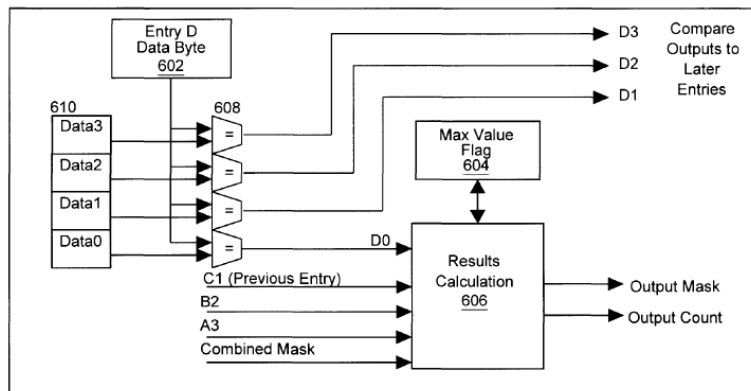 Entry D
Data Byte
602
D3
D2
D1
Compare
Outputs to
Later
Entries
610
608
Data3
Data2
Data1
Data0
=
=
=
=
Max Value
Flag
604
D0
C1 (Previous Entry)
B2
A3
Combined Mask
Results
Calculation
606
Output Mask
Output Count